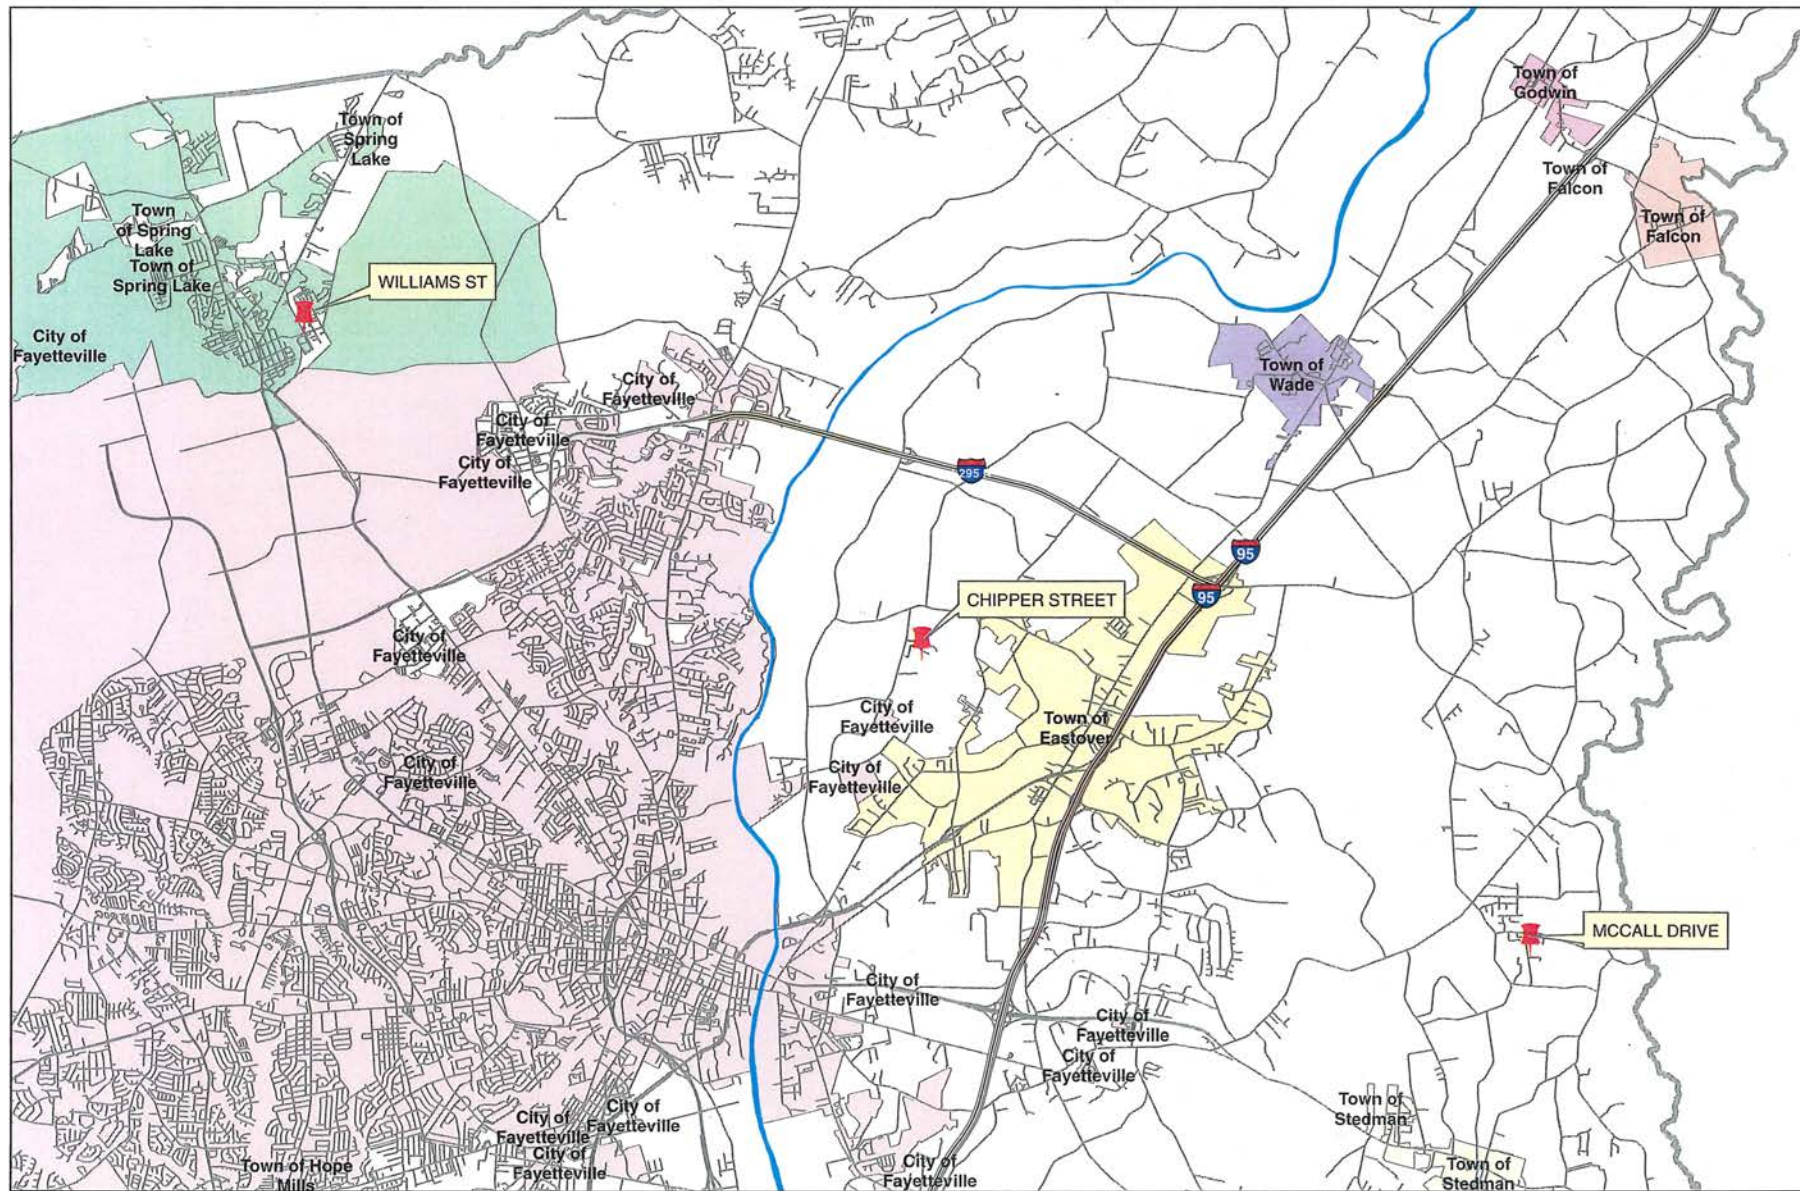 Town of
Godwin
Town of
Spring
Lake
Town of
Falcon
Town
of Spring
Lake
Town of
Falcon
Town of
Spring Lake
WILLIAMS ST
City of
Fayetteville
Town of
Wade
City of
Fayetteville
City of
Fayetteville
City of
Fayetteville
295
95
95
CHIPPER STREET
City of
Fayetteville
City of
Fayetteville
Town of
Eastover
City of
Fayetteville
City of
Fayetteville
MCCALL DRIVE
City of
Fayetteville
City of
Fayetteville
City of
Fayetteville
Town of
Stedman
City of
Fayetteville
City of
Fayetteville
City of
Fayetteville
Town of Hope
Mills
City of
Fayetteville
Town of
Stedman